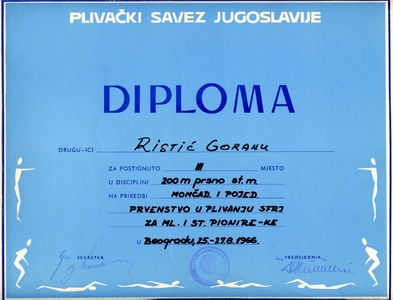 PLIVAČKI SAVEZ JUGOSLAVIJE
DIPLOMA
DRUGU-ICI Ristić Goranu
ZA POSTIGNUTO III MJESTO
U DISCIPLINI 200 m prsno st. m.
NA PRIREDBI MOMČAD. I POJED.
PRVENSTVO U PLIVANJU SFRJ
ZA ML. I ST. PIONIRE-KE
U Beogradu, 25.-27.8.1966.
SEKRETAR PREDSJEDNIK